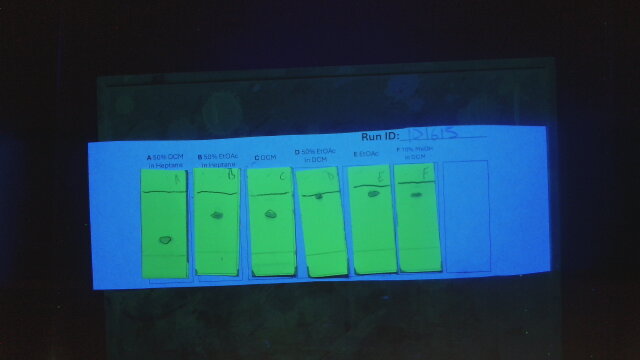 Run ID:
A 50% DCM
in Heptane
B 50% EtOAc
in Heptane
C DCM
D 50% EtOAc
in DCM
E EtOAc
F 10% MeOH
in DCM
A
B
C
D
E
F